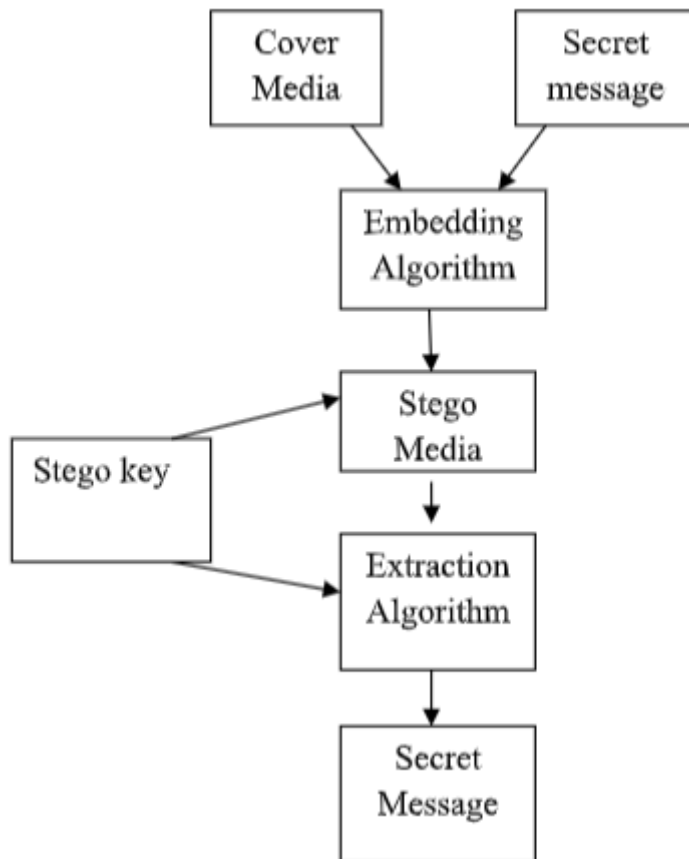 Cover
Media
Secret
message
Embedding
Algorithm
Stego
Media
Stego key
Extraction
Algorithm
Secret
Message